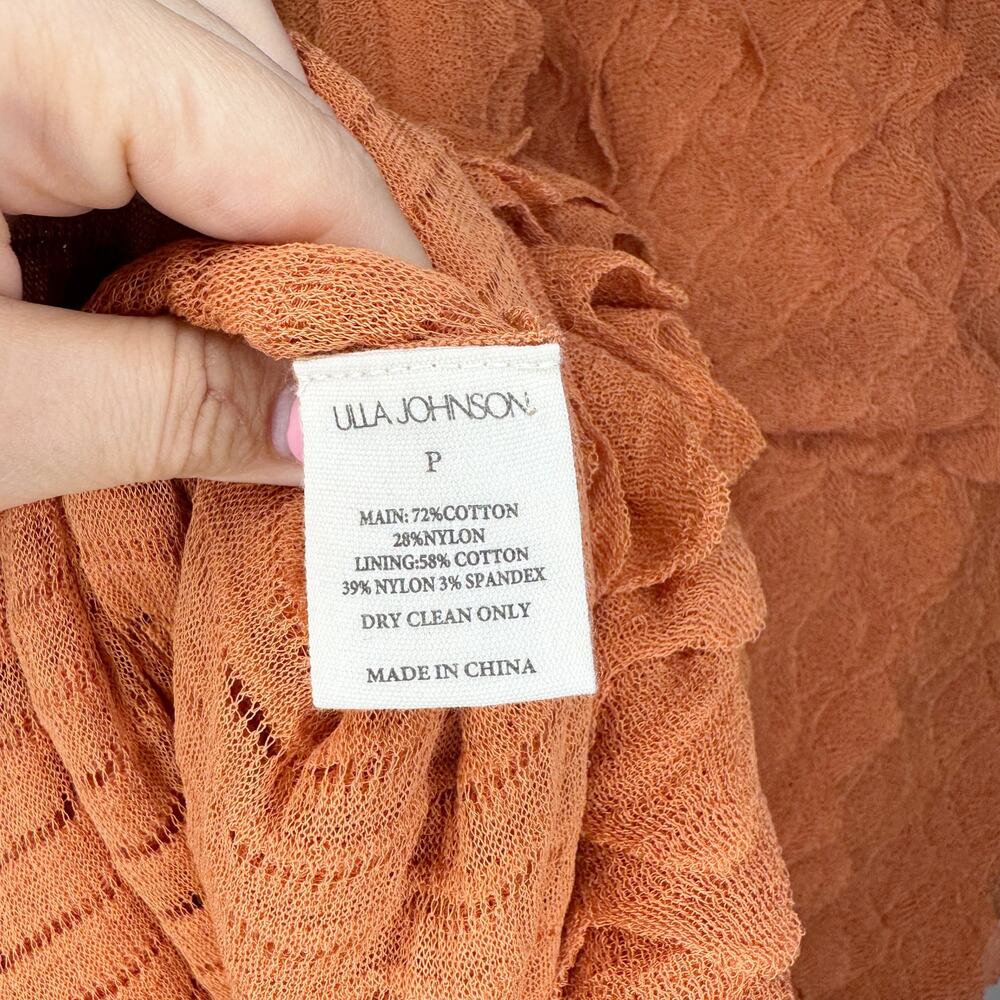 ULLA JOHNSON
P
MAIN: 72%COTTON
28%NYLON
LINING:58% COTTON
39% NYLON 3% SPANDEX
DRY CLEAN ONLY
MADE IN CHINA